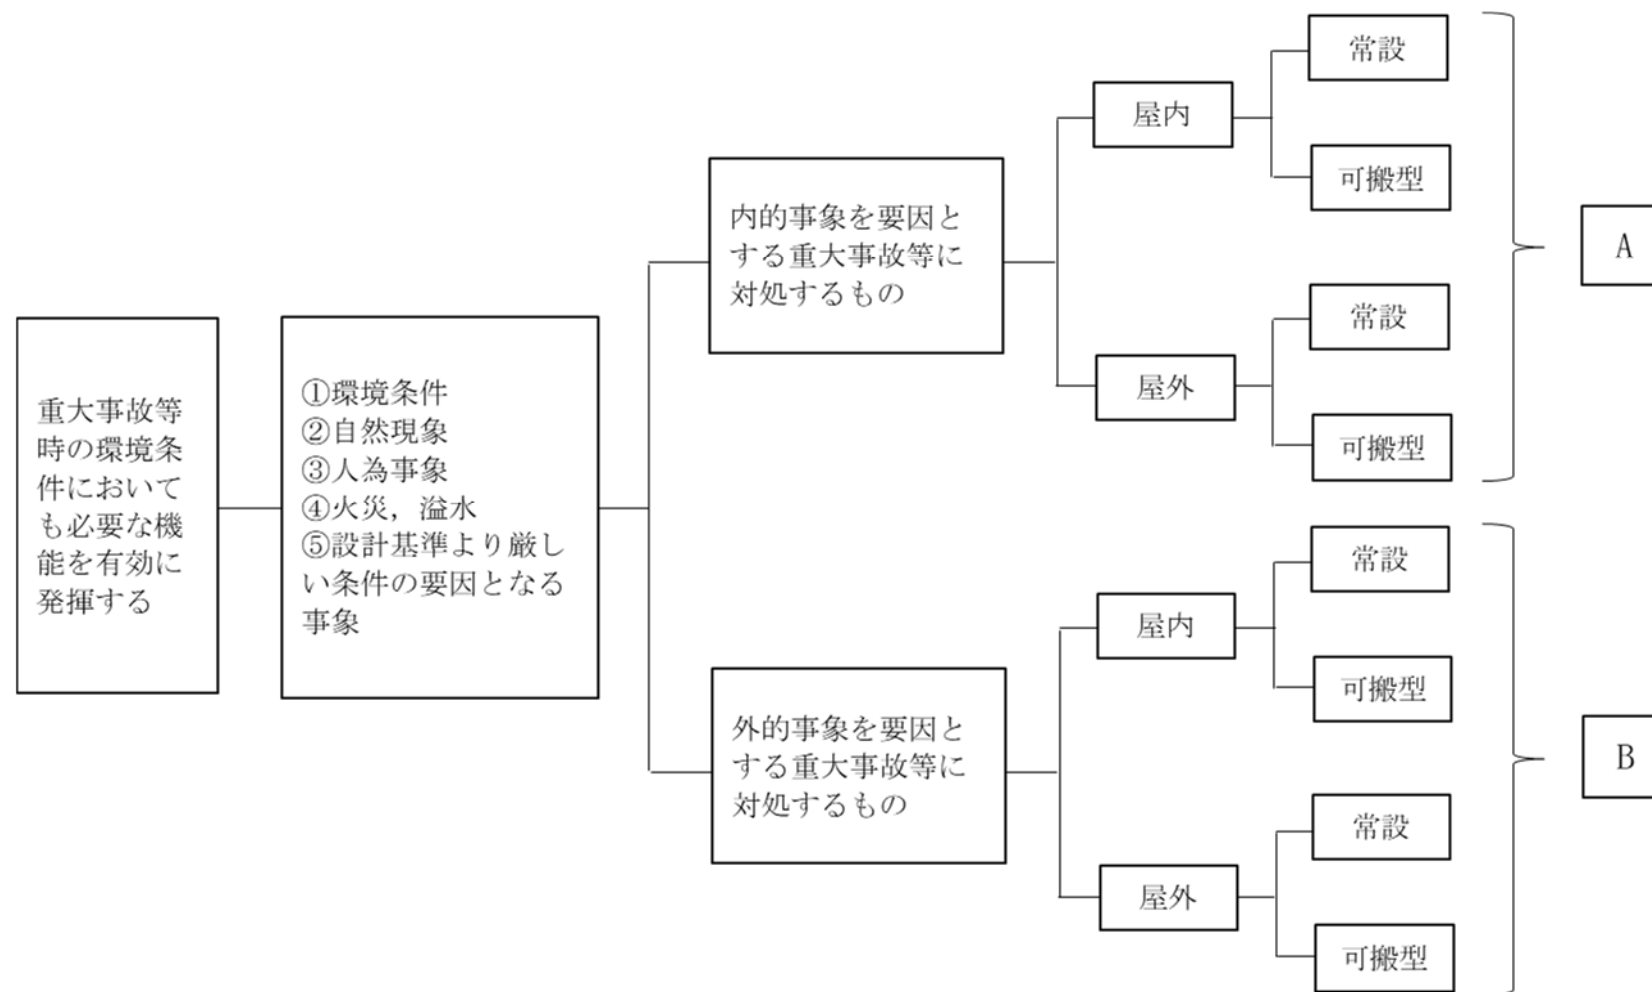 重大事故等
時の環境条
件において
も必要な機
能を有効に
発揮する
①環境条件
②自然現象
③人為事象
④火災，溢水
⑤設計基準より厳し
い条件の要因となる
事象
内的事象を要因と
する重大事故等に
対処するもの
屋内
常設
可搬型
屋外
常設
可搬型
A
外的事象を要因と
する重大事故等に
対処するもの
屋内
常設
可搬型
屋外
常設
可搬型
B